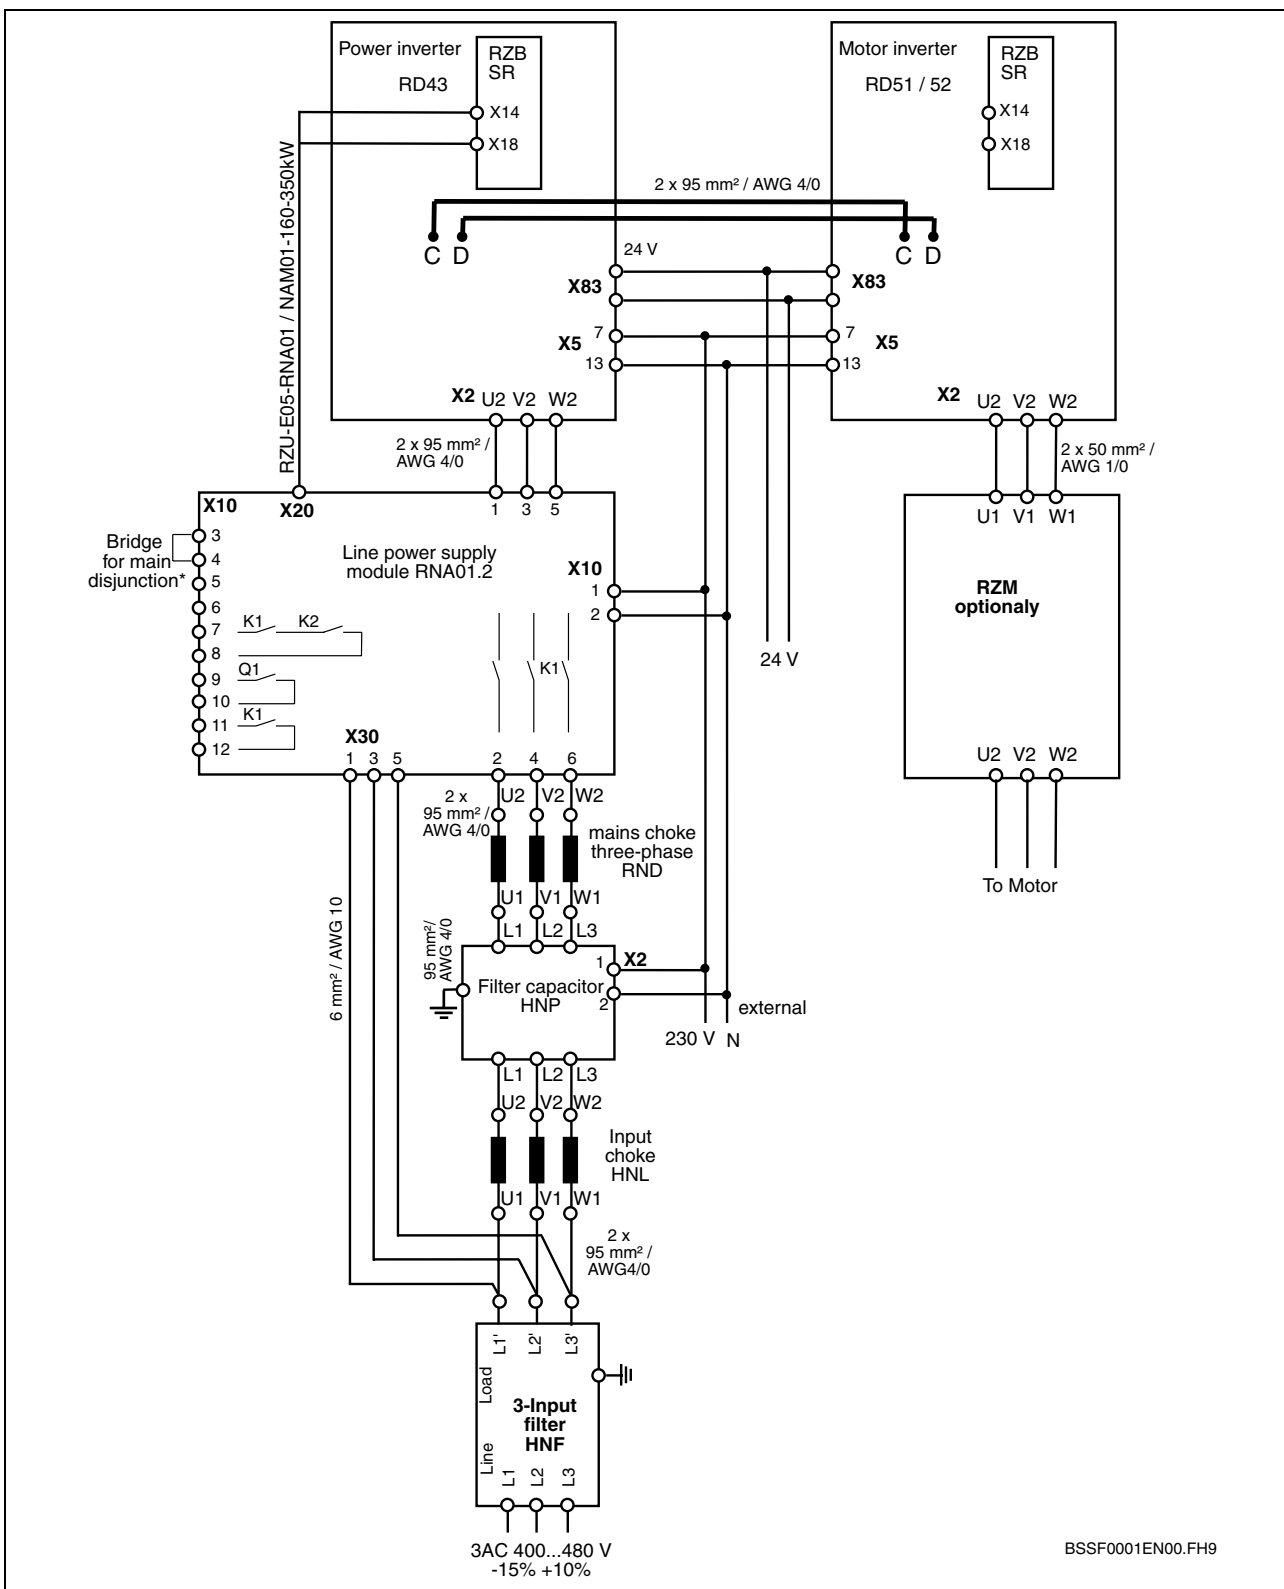 Power inverter
RD43
RZB
SR
X14
X18
Motor inverter
RD51 / 52
RZB
SR
X14
X18
RZU-E05-RNA01 / NAM01-160-350kW
2 x 95 mm² / AWG 4/0
C D
C D
24 V
X83
X83
7
X5
13
7
X5
13
X2 U2 V2 W2
X2 U2 V2 W2
2 x 95 mm² /
AWG 4/0
2 x 50 mm² /
AWG 1/0
X10
X20
1 3 5
U1 V1 W1
Bridge
for main
disjunction*
3
4
5
6
7
8
9
10
11
12
K1 K2
Q1
K1
Line power supply
module RNA01.2
X10
1
2
K1
24 V
RZM
optionaly
X30
1 3 5
2 4 6
U2 V2 W2
To Motor
2 x
95 mm² /
AWG 4/0
U2 V2 W2
mains choke
three-phase
RND
U1 V1 W1
6 mm² / AWG 10
95 mm²/
AWG 4/0
L1 L2 L3
Filter capacitor
HNP
1 X2
2
external
230 V N
L1 L2 L3
U2 V2 W2
Input
choke
HNL
U1 V1 W1
2 x
95 mm² /
AWG4/0
L1' L2' L3'
Load
3-Input
filter
HNF
Line
L1 L2 L3
3AC 400...480 V
-15% +10%
BSSF0001EN00.FH9